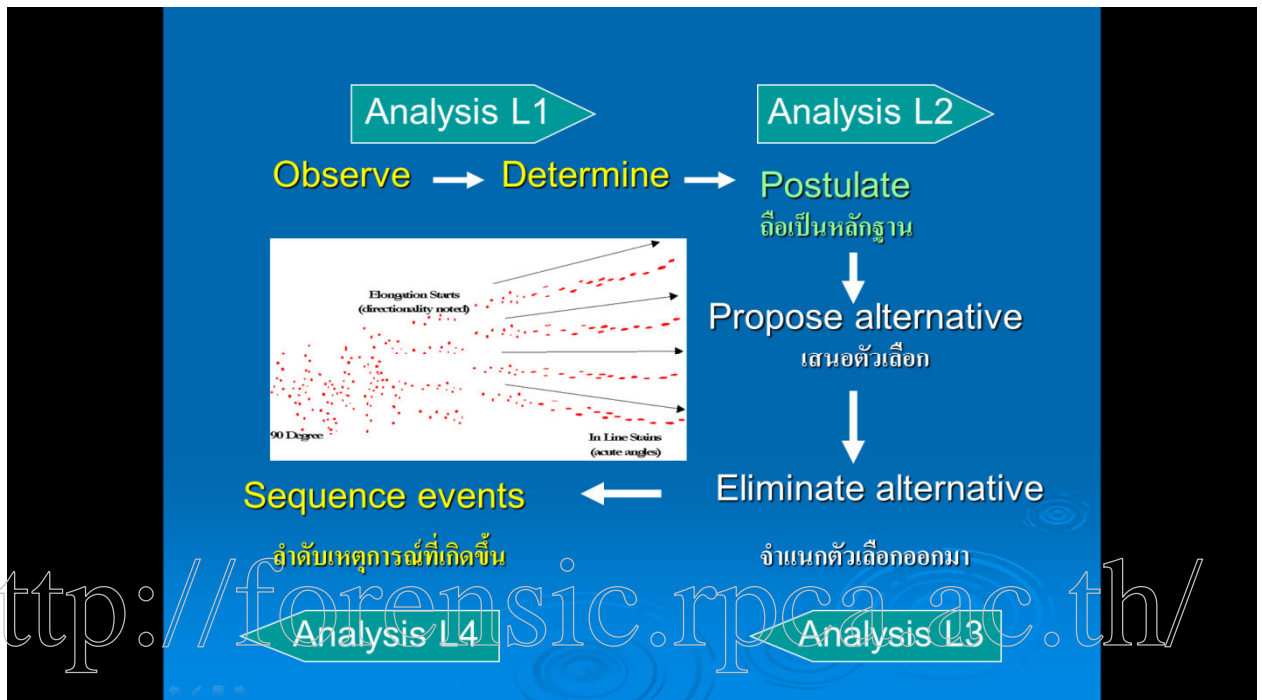 Analysis L1
Analysis L2
Observe
Determine
Postulate
ถือเป็นหลักฐาน
Elongation Starts
(directionality noted)
Propose alternative
เสนอตัวเลือก
90 Degree
In Line Stains
(acute angles)
Sequence events
Eliminate alternative
ลำดับเหตุการณ์ที่เกิดขึ้น
จำแนกตัวเลือกออกมา
ttp://forensic.rpca.ac.th/
Analysis L4
Analysis L3